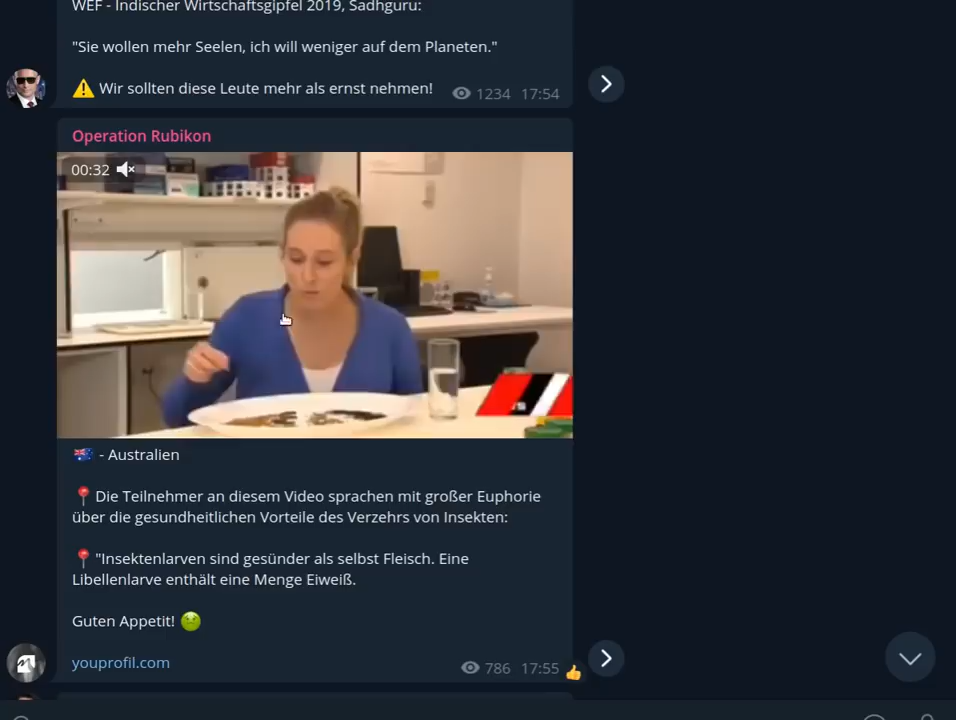 WEF - Indischer Wirtschaftsgipfel 2019, Sadhguru:
"Sie wollen mehr Seelen, ich will weniger auf dem Planeten."
⚠️ Wir sollten diese Leute mehr als ernst nehmen!
1234 17:54
Operation Rubikon
00:32
🇦🇺 - Australien
📍Die Teilnehmer an diesem Video sprachen mit großer Euphorie
über die gesundheitlichen Vorteile des Verzehrs von Insekten:
📍"Insektenlarven sind gesünder als selbst Fleisch. Eine
Libellenlarve enthält eine Menge Eiweiß.
Guten Appetit! 🤢
youprofil.com
786 17:55